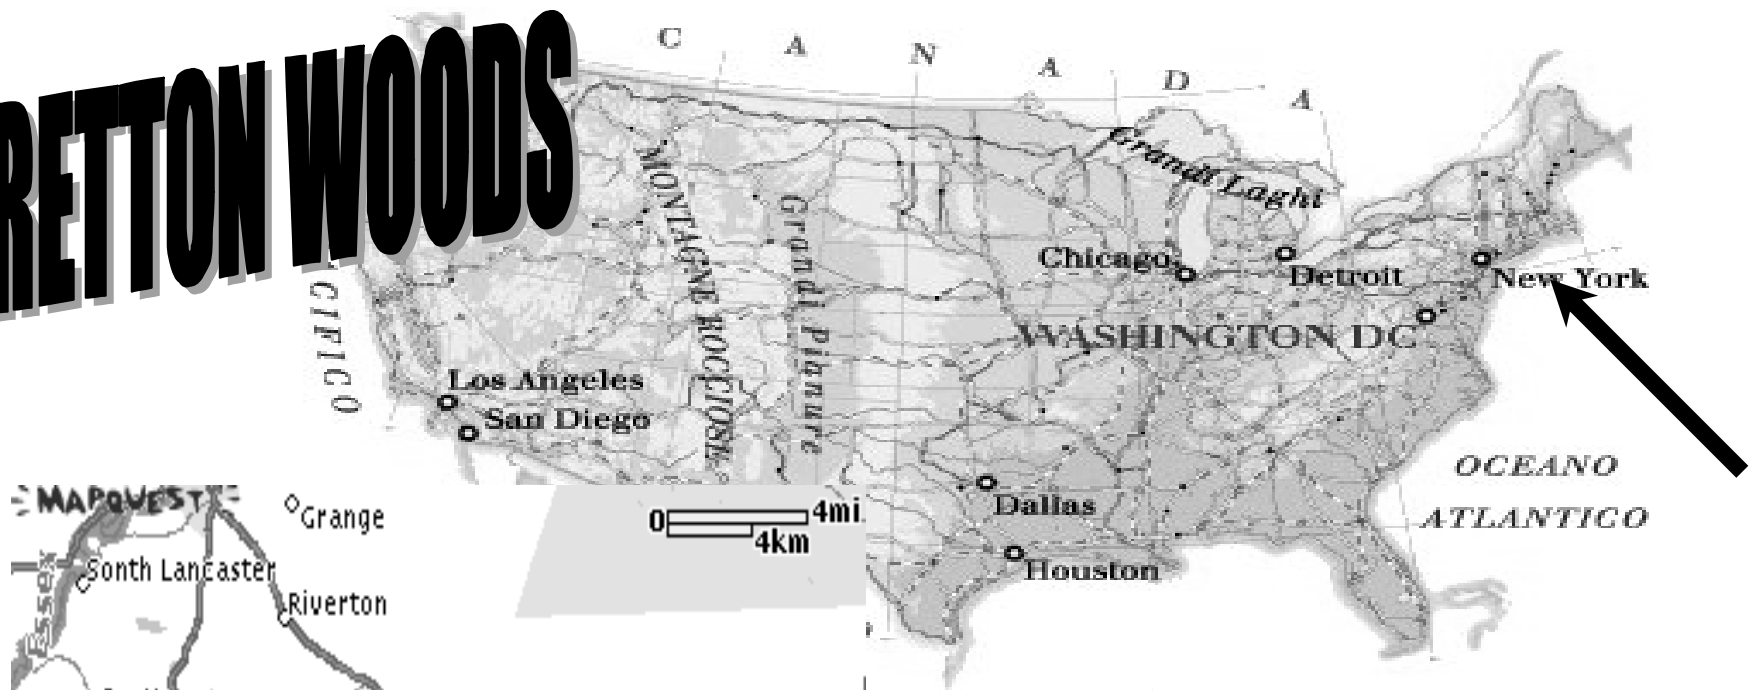 RETTON WOODS
C A N A D A
Grandi Laghi
MONTAGNE ROCCIOSE
Grandi Pianure
CIFICO
Chicago
Detroit
New York
WASHINGTON DC
Los Angeles
San Diego
OCEANO
ATLANTICO
Dallas
Houston
MAPQUEST
Grange
0 4mi
4km
South Lancaster
Essex
Riverton